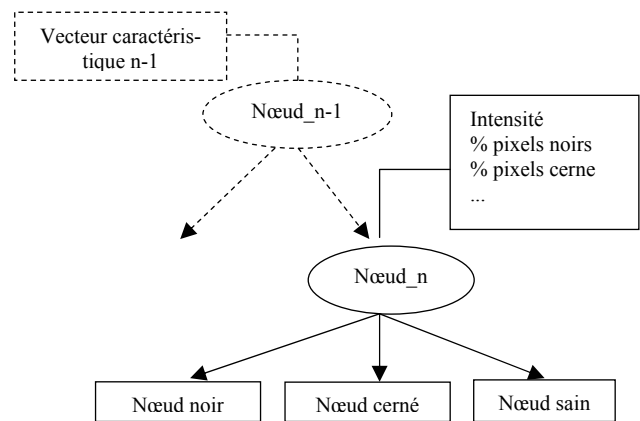 Vecteur caractéris-
tique n-1
Nœud_n-1
Intensité
% pixels noirs
% pixels cerne
...
Nœud_n
Nœud noir
Nœud cerné
Nœud sain